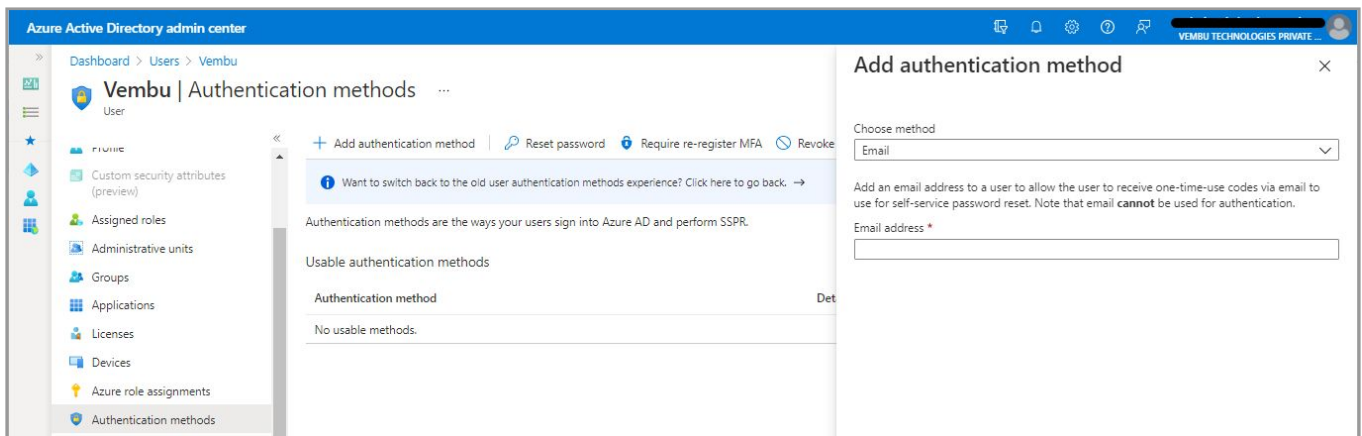 Azure Active Directory admin center
VEMBU TECHNOLOGIES PRIVATE ...
Dashboard > Users > Vembu
Vembu | Authentication methods ...
User
Profile
Custom security attributes
(preview)
Assigned roles
Administrative units
Groups
Applications
Licenses
Devices
Azure role assignments
Authentication methods
Add authentication method
Reset password
Require re-register MFA
Revoke
Want to switch back to the old user authentication methods experience? Click here to go back. →
Authentication methods are the ways your users sign into Azure AD and perform SSPR.
Usable authentication methods
Authentication method Det
No usable methods.
Add authentication method
Choose method
Email
Add an email address to a user to allow the user to receive one-time-use codes via email to
use for self-service password reset. Note that email cannot be used for authentication.
Email address *